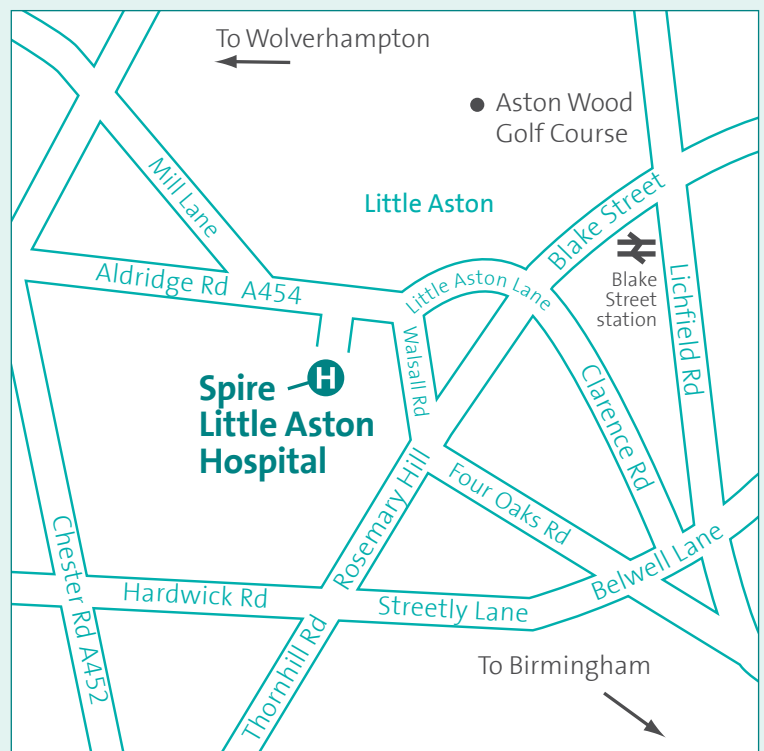 To Wolverhampton
Aston Wood
Golf Course
Mill Lane
Little Aston
Blake Street
Aldridge Rd A454
Little Aston Lane
Blake
Street
station
Lichfield Rd
Walsall Rd
Spire
Little Aston
Hospital
H
Clarence Rd
Four Oaks Rd
Rosemary Hill
Chester Rd A452
Hardwick Rd
Streetly Lane
Belwell Lane
Thornhill Rd
To Birmingham